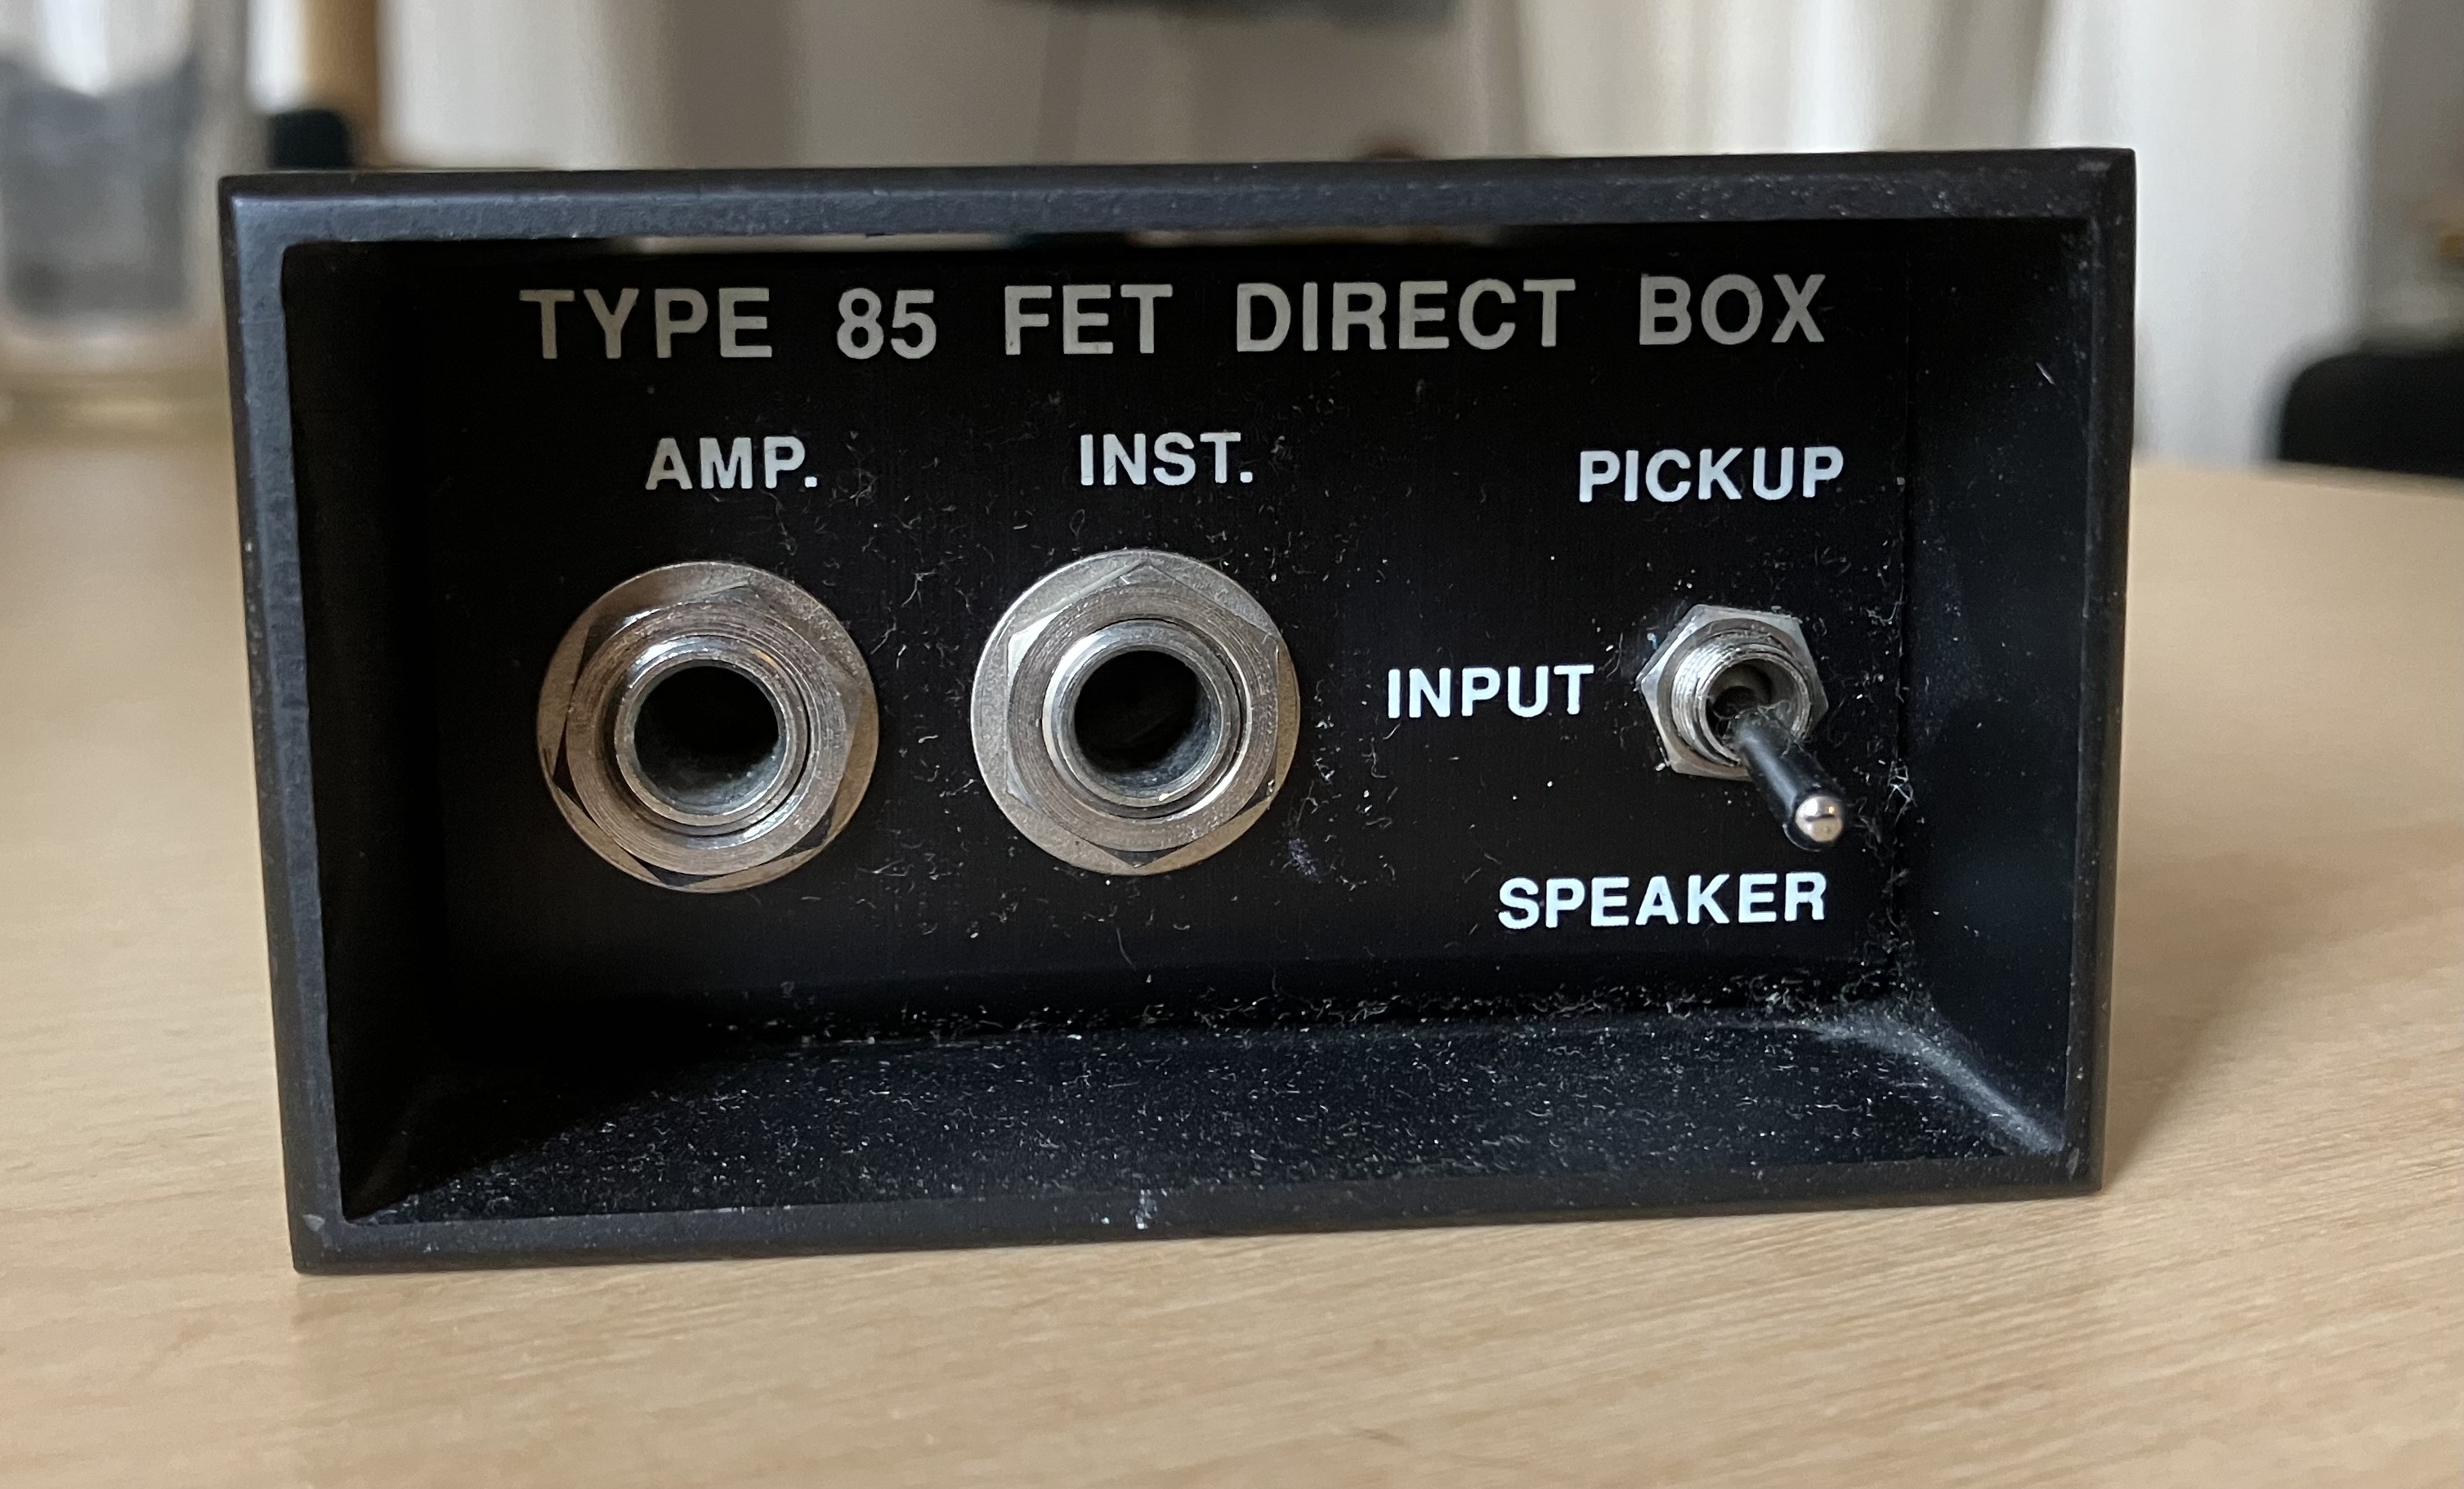 TYPE 85 FET DIRECT BOX
AMP. INST. PICKUP
INPUT
SPEAKER